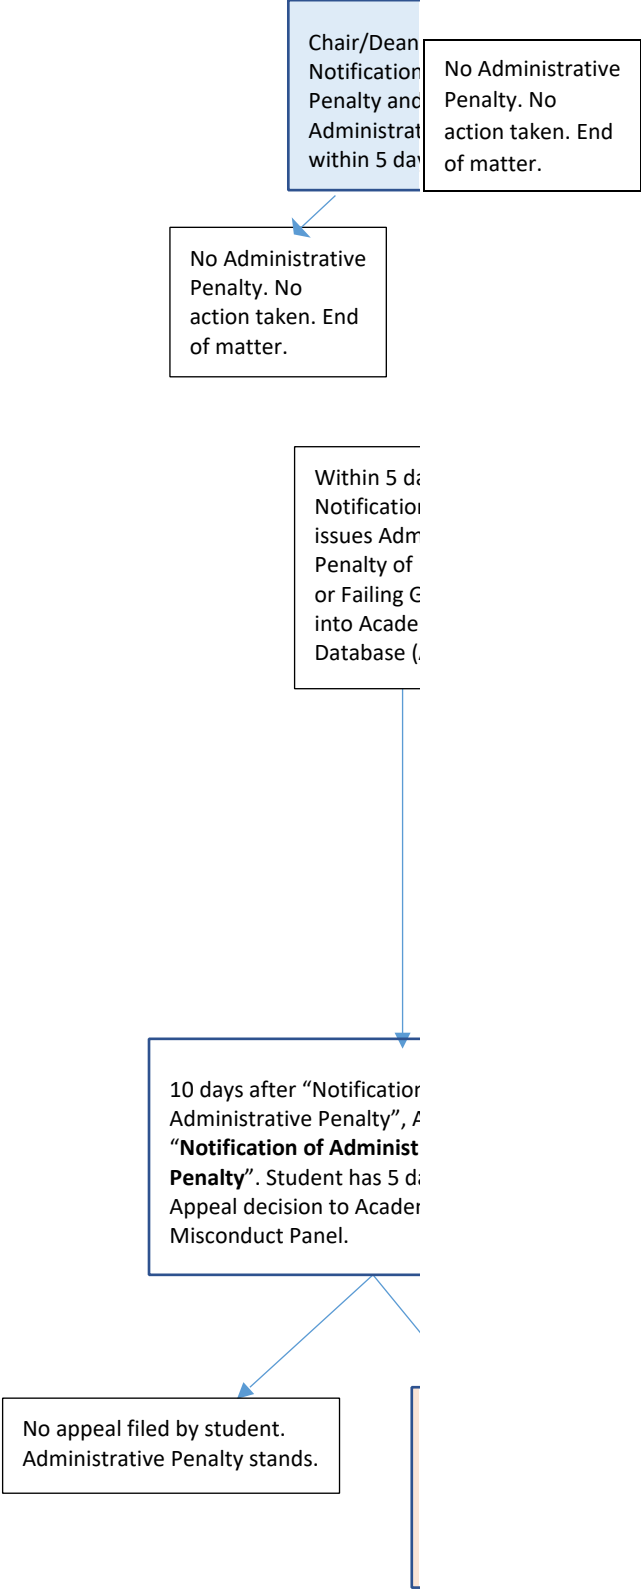 Chair/Dean
Notification
Penalty and
Administrat
within 5 da
No Administrative
Penalty. No
action taken. End
of matter.
No Administrative
Penalty. No
action taken. End
of matter.
Within 5 da
Notification
issues Adm
Penalty of
or Failing G
into Acade
Database (
10 days after “Notification
Administrative Penalty”, A
“Notification of Administ
Penalty”. Student has 5 da
Appeal decision to Academ
Misconduct Panel.
No appeal filed by student.
Administrative Penalty stands.